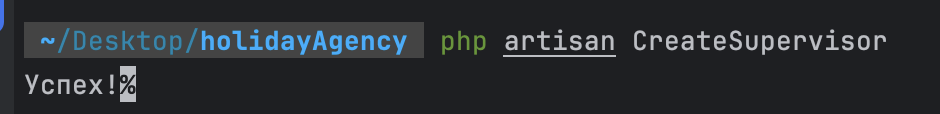 ~/Desktop/holidayAgency php artisan CreateSupervisor
Успех!%